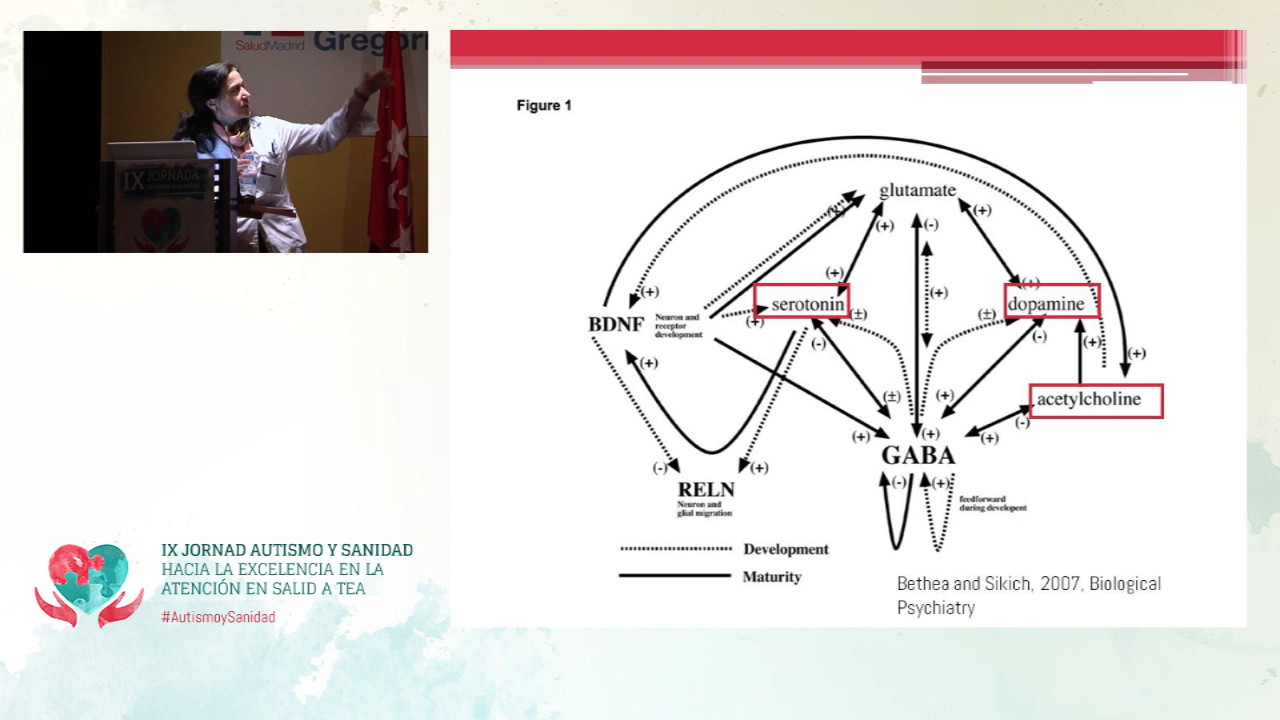 SaludMadrid
Gregori
IX JORNADA
Figure 1
glutamate
(+)
(-)
(+)
(+)
(+)
(+)
(+)
(+)
serotonin
dopamine
BDNF
Neuron and
receptor
development
(+)
(±)
(±)
(-)
(-)
(+)
(+)
(+)
(±)
(+)
acetylcholine
(-)
(+)
(+)
(+)
GABA
(-)
(+)
RELN
Neuron and
glial migration
(-)
(+)
feedforward
during developent
Development
Maturity
Bethea and Sikich, 2007, Biological
Psychiatry
IX JORNAD AUTISMO Y SANIDAD
HACIA LA EXCELENCIA EN LA
ATENCIÓN EN SALID A TEA
#AutismoySanidad